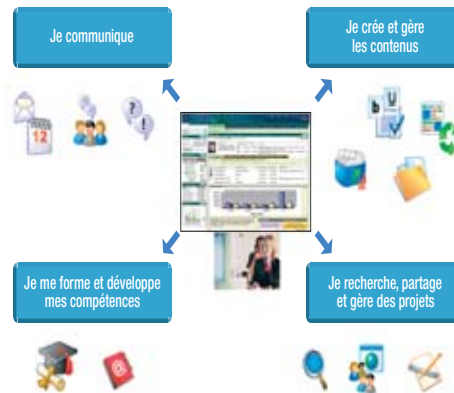 Je communique
Je crée et gère
les contenus
12
?
!
b U
Je me forme et développe
mes compétences
@
Je recherche, partage
et gère des projets